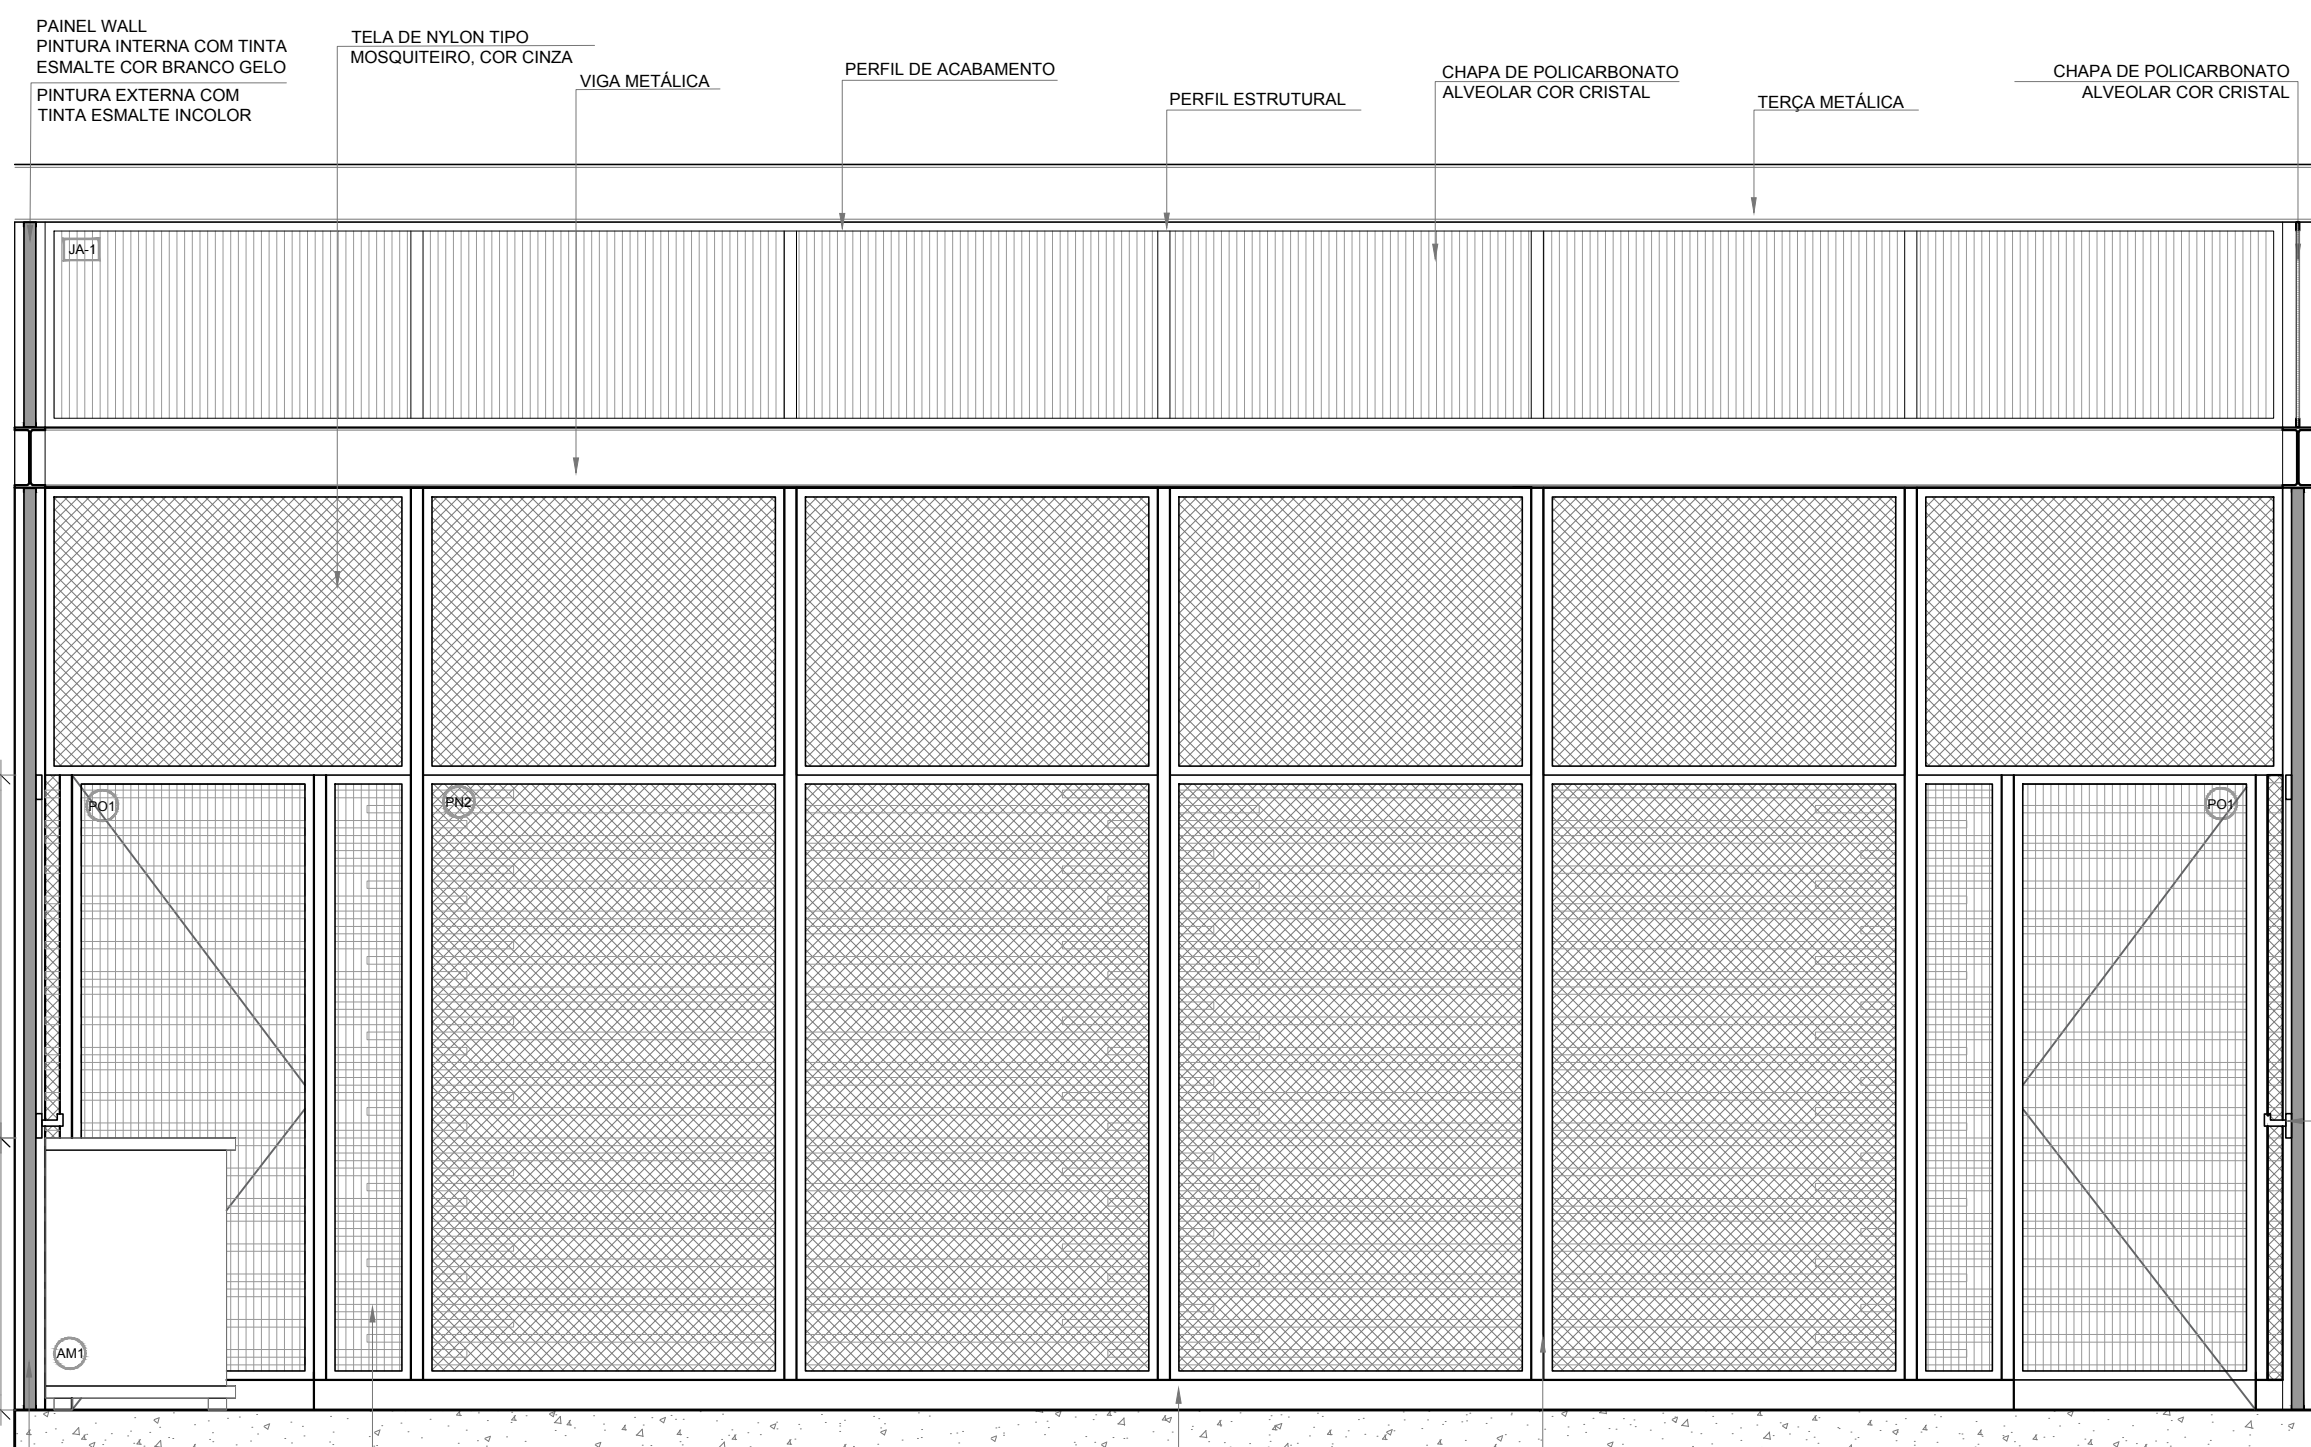 PAINEL WALL
PINTURA INTERNA COM TINTA
ESMALTE COR BRANCO GELO
PINTURA EXTERNA COM
TINTA ESMALTE INCOLOR
TELA DE NYLON TIPO
MOSQUITEIRO, COR CINZA
VIGA METÁLICA
PERFIL DE ACABAMENTO
PERFIL ESTRUTURAL
CHAPA DE POLICARBONATO
ALVEOLAR COR CRISTAL
TERÇA METÁLICA
CHAPA DE POLICARBONATO
ALVEOLAR COR CRISTAL
JA-1
PO1
PN2
PO1
AM1